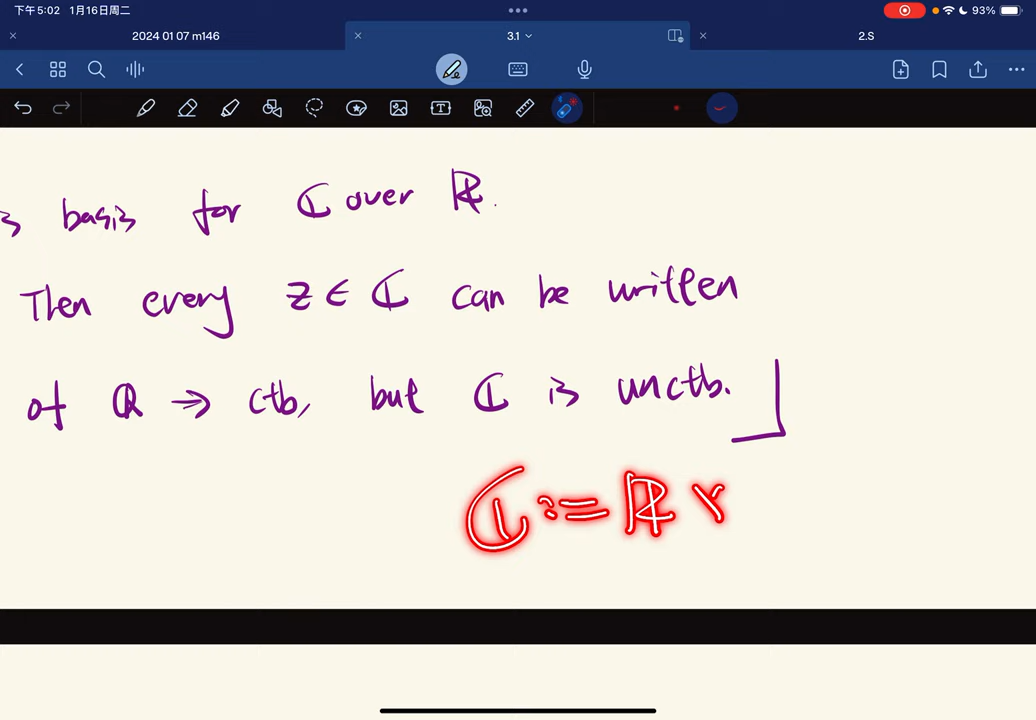 下午5:02 1月16日周二 93%
2024 01 07 m146 3.1 2.S
is basis for ℂ over ℝ.
Then every z ∈ ℂ can be written
of ℚ → ctb, but ℂ is unctb.
ℂ := ℝ ×